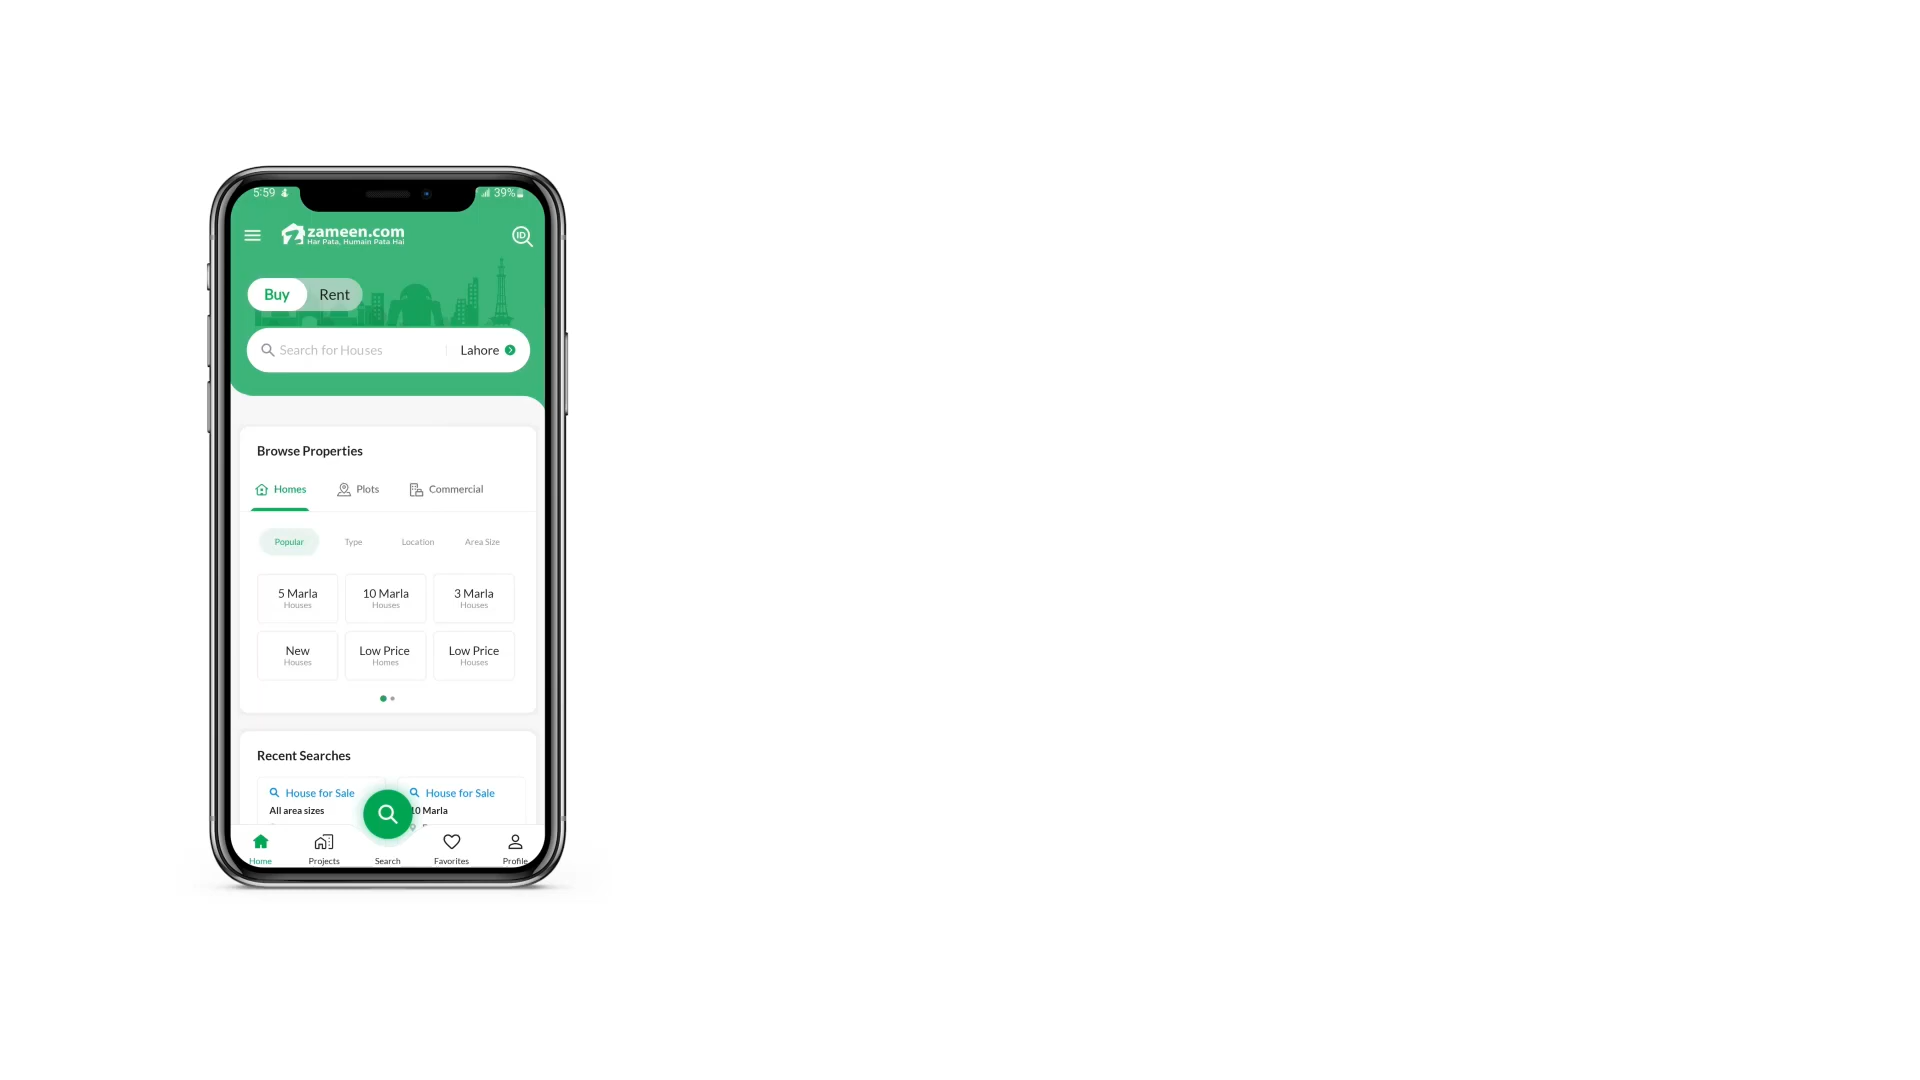 5:59 39%
zameen.com
Har Pata, Humain Pata Hai
ID
Buy Rent
Search for Houses Lahore
Browse Properties
Homes Plots Commercial
Popular Type Location Area Size
5 Marla 10 Marla 3 Marla
Houses Houses Houses
New Low Price Low Price
Houses Homes Houses
Recent Searches
House for Sale House for Sale
All area sizes 10 Marla
Home Projects Search Favorites Profile